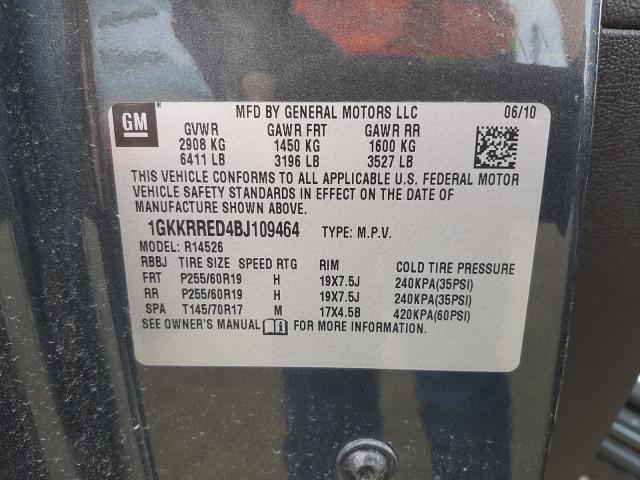 GM ® MFD BY GENERAL MOTORS LLC 06/10
GVWR GAWR FRT GAWR RR
2908 KG 1450 KG 1600 KG
6411 LB 3196 LB 3527 LB
THIS VEHICLE CONFORMS TO ALL APPLICABLE U.S. FEDERAL MOTOR
VEHICLE SAFETY STANDARDS IN EFFECT ON THE DATE OF
MANUFACTURE SHOWN ABOVE.
1GKKRRED4BJ109464 TYPE: M.P.V.
MODEL: R14526
RBBJ TIRE SIZE SPEED RTG RIM COLD TIRE PRESSURE
FRT P255/60R19 H 19X7.5J 240KPA(35PSI)
RR P255/60R19 H 19X7.5J 240KPA(35PSI)
SPA T145/70R17 M 17X4.5B 420KPA(60PSI)
SEE OWNER'S MANUAL FOR MORE INFORMATION.